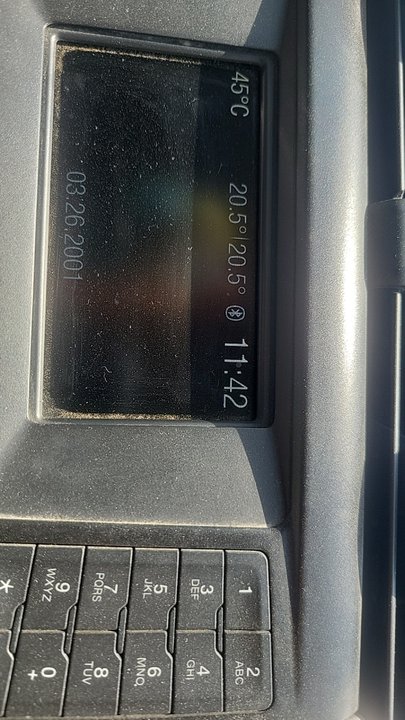 45°C 20.5°|20.5° 11:42
03.26.2001
1
2 ABC
3 DEF
4 GHI
5 JKL
6 MNO
7 PQRS
8 TUV
9 WXYZ
0 +
*